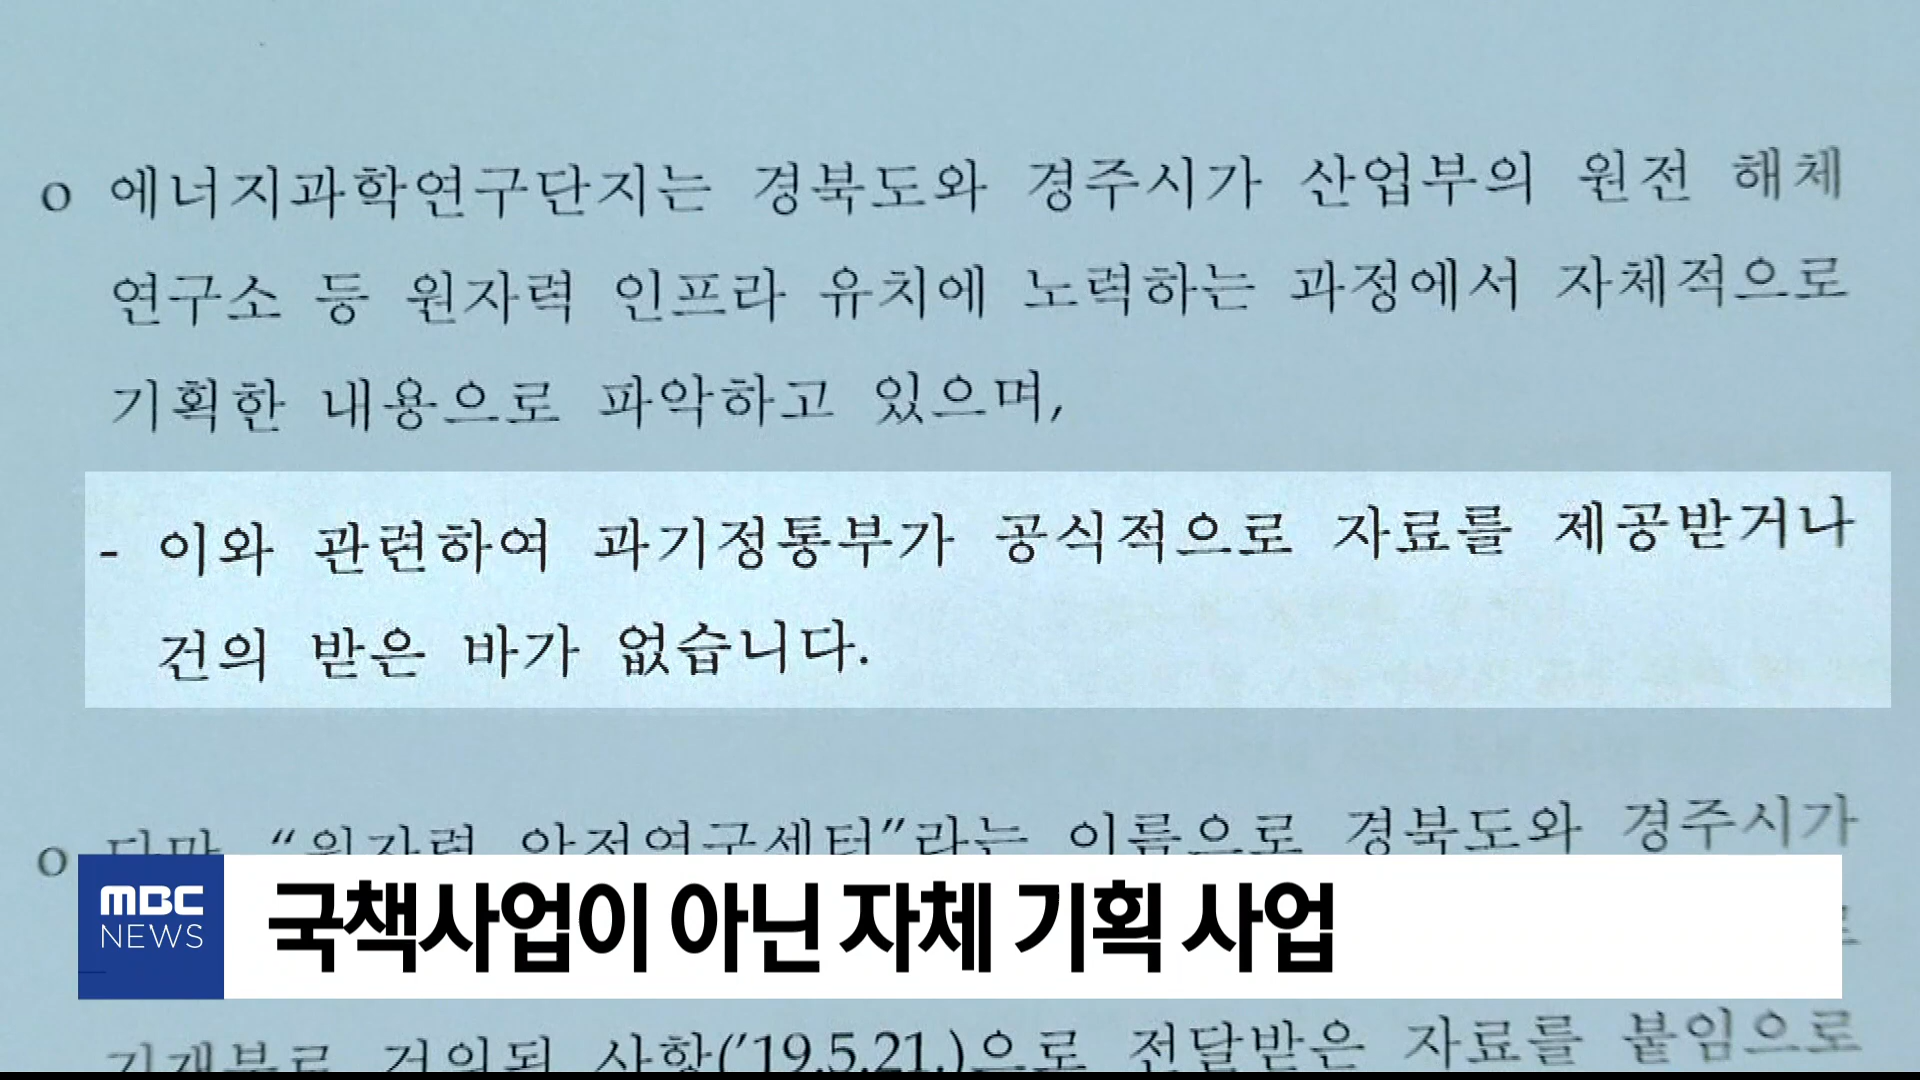 o 에너지과학연구단지는 경북도와 경주시가 산업부의 원전 해체
연구소 등 원자력 인프라 유치에 노력하는 과정에서 자체적으로
기획한 내용으로 파악하고 있으며,
- 이와 관련하여 과기정통부가 공식적으로 자료를 제공받거나
건의 받은 바가 없습니다.
o 다만 “원자력 안전연구센터”라는 이름으로 경북도와 경주시가
MBC
NEWS
국책사업이 아닌 자체 기획 사업
건의된 사항(’19.5.21.)으로 전달받은 자료를 붙임으로